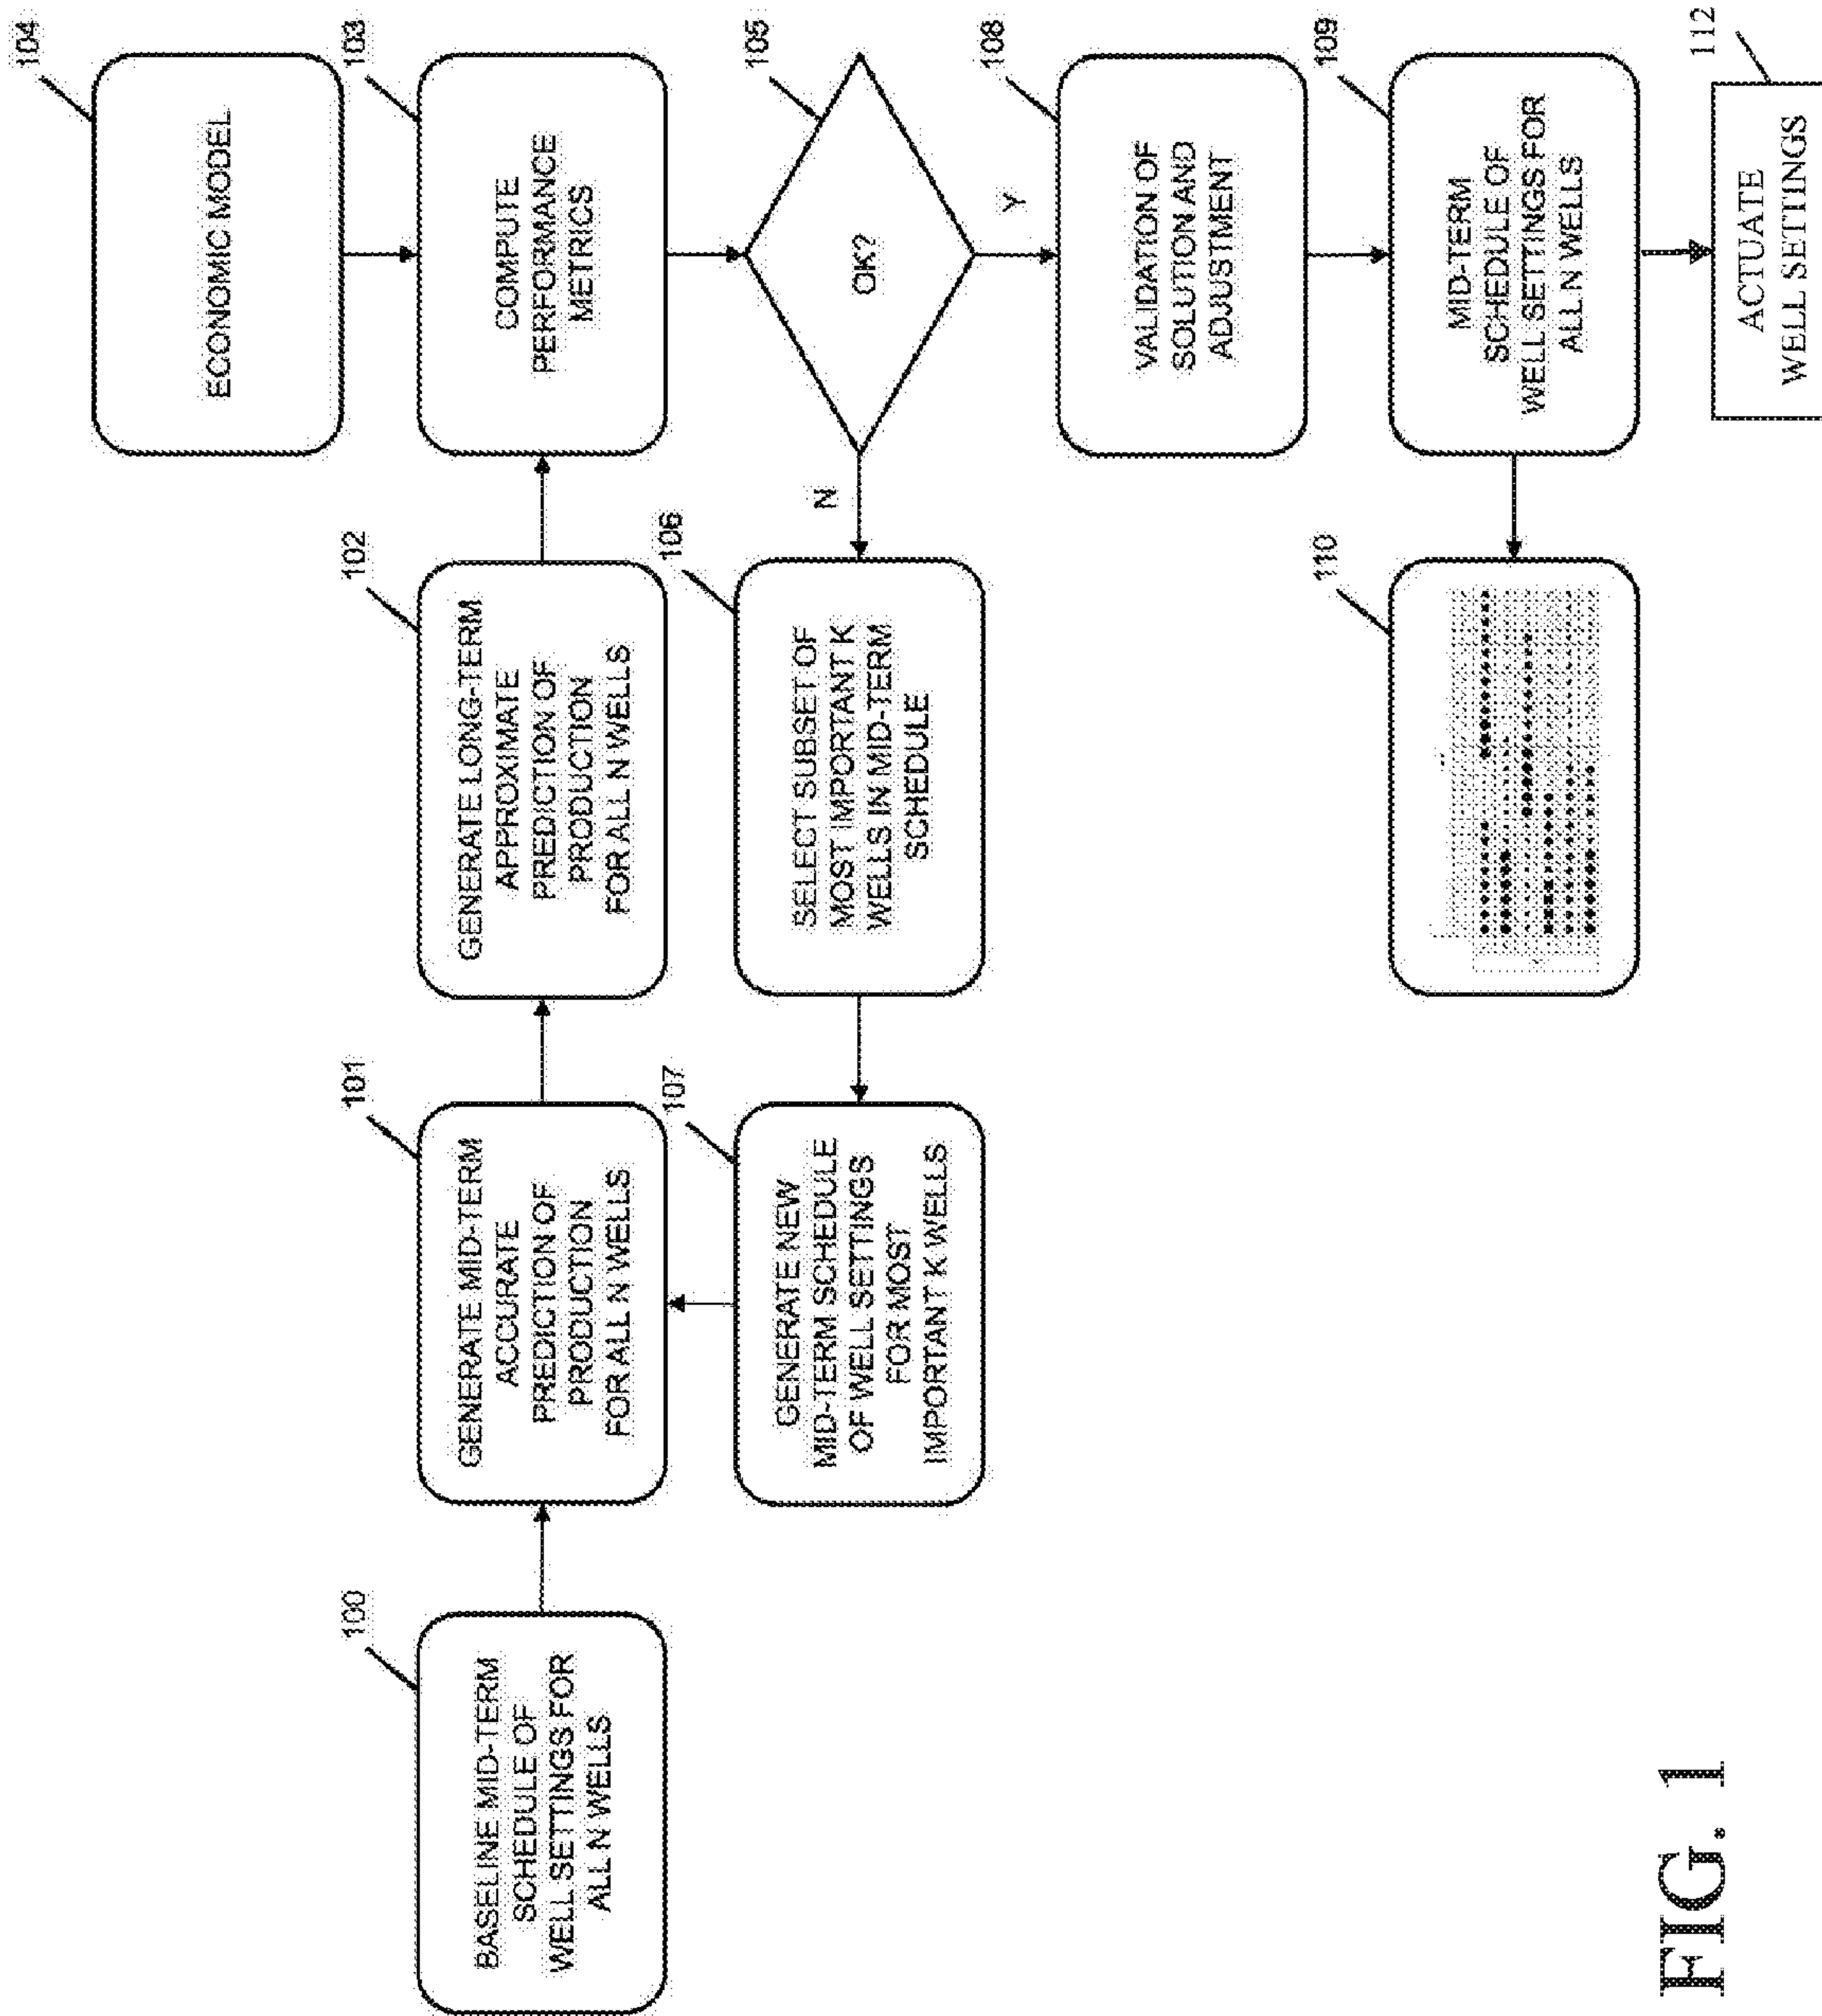 104
ECONOMIC MODEL
100
BASELINE MID-TERM
SCHEDULE OF
WELL SETTINGS FOR
ALL N WELLS
101
GENERATE MID-TERM
ACCURATE
PREDICTION OF
PRODUCTION
FOR ALL N WELLS
102
GENERATE LONG-TERM
APPROXIMATE
PREDICTION OF
PRODUCTION
FOR ALL N WELLS
103
COMPUTE
PERFORMANCE
METRICS
107
GENERATE NEW
MID-TERM SCHEDULE
OF WELL SETTINGS
FOR MOST
IMPORTANT K WELLS
106
SELECT SUBSET OF
MOST IMPORTANT K
WELLS IN MID-TERM
SCHEDULE
N
105
OK?
Y
108
VALIDATION OF
SOLUTION AND
ADJUSTMENT
110
109
MID-TERM
SCHEDULE OF
WELL SETTINGS FOR
ALL N WELLS
112
ACTUATE
WELL SETTINGS
FIG. 1